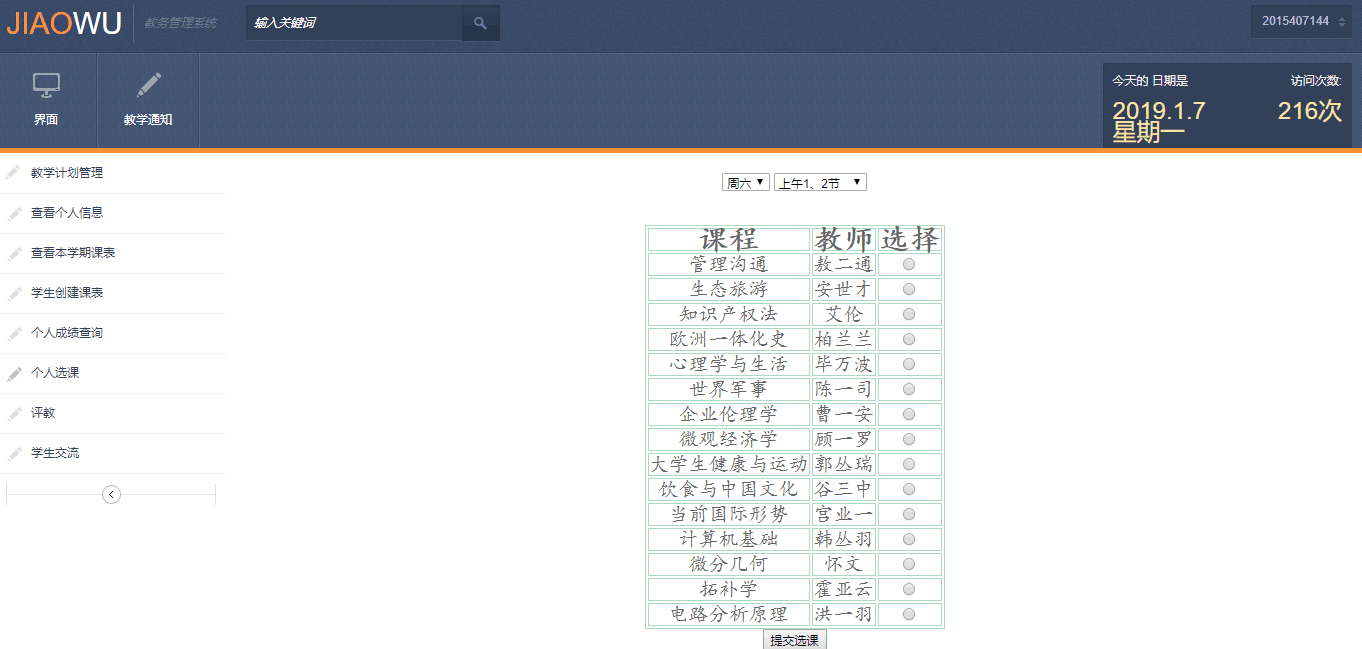 JIAOWU 教务管理系统 输入关键词 2015407144
界面 教学通知
今天的 日期是 访问次数:
2019.1.7 216次
星期一
教学计划管理
查看个人信息
查看本学期课表
学生创建课表
个人成绩查询
个人选课
评教
学生交流
周六 上午1、2节
课程 教师 选择
管理沟通 敖二通
生态旅游 安世才
知识产权法 艾伦
欧洲一体化史 柏兰兰
心理学与生活 毕万波
世界军事 陈一司
企业伦理学 曹一安
微观经济学 顾一罗
大学生健康与运动 郭丛瑞
饮食与中国文化 谷三中
当前国际形势 宫业一
计算机基础 韩丛羽
微分几何 怀文
拓补学 霍亚云
电路分析原理 洪一羽
提交选课